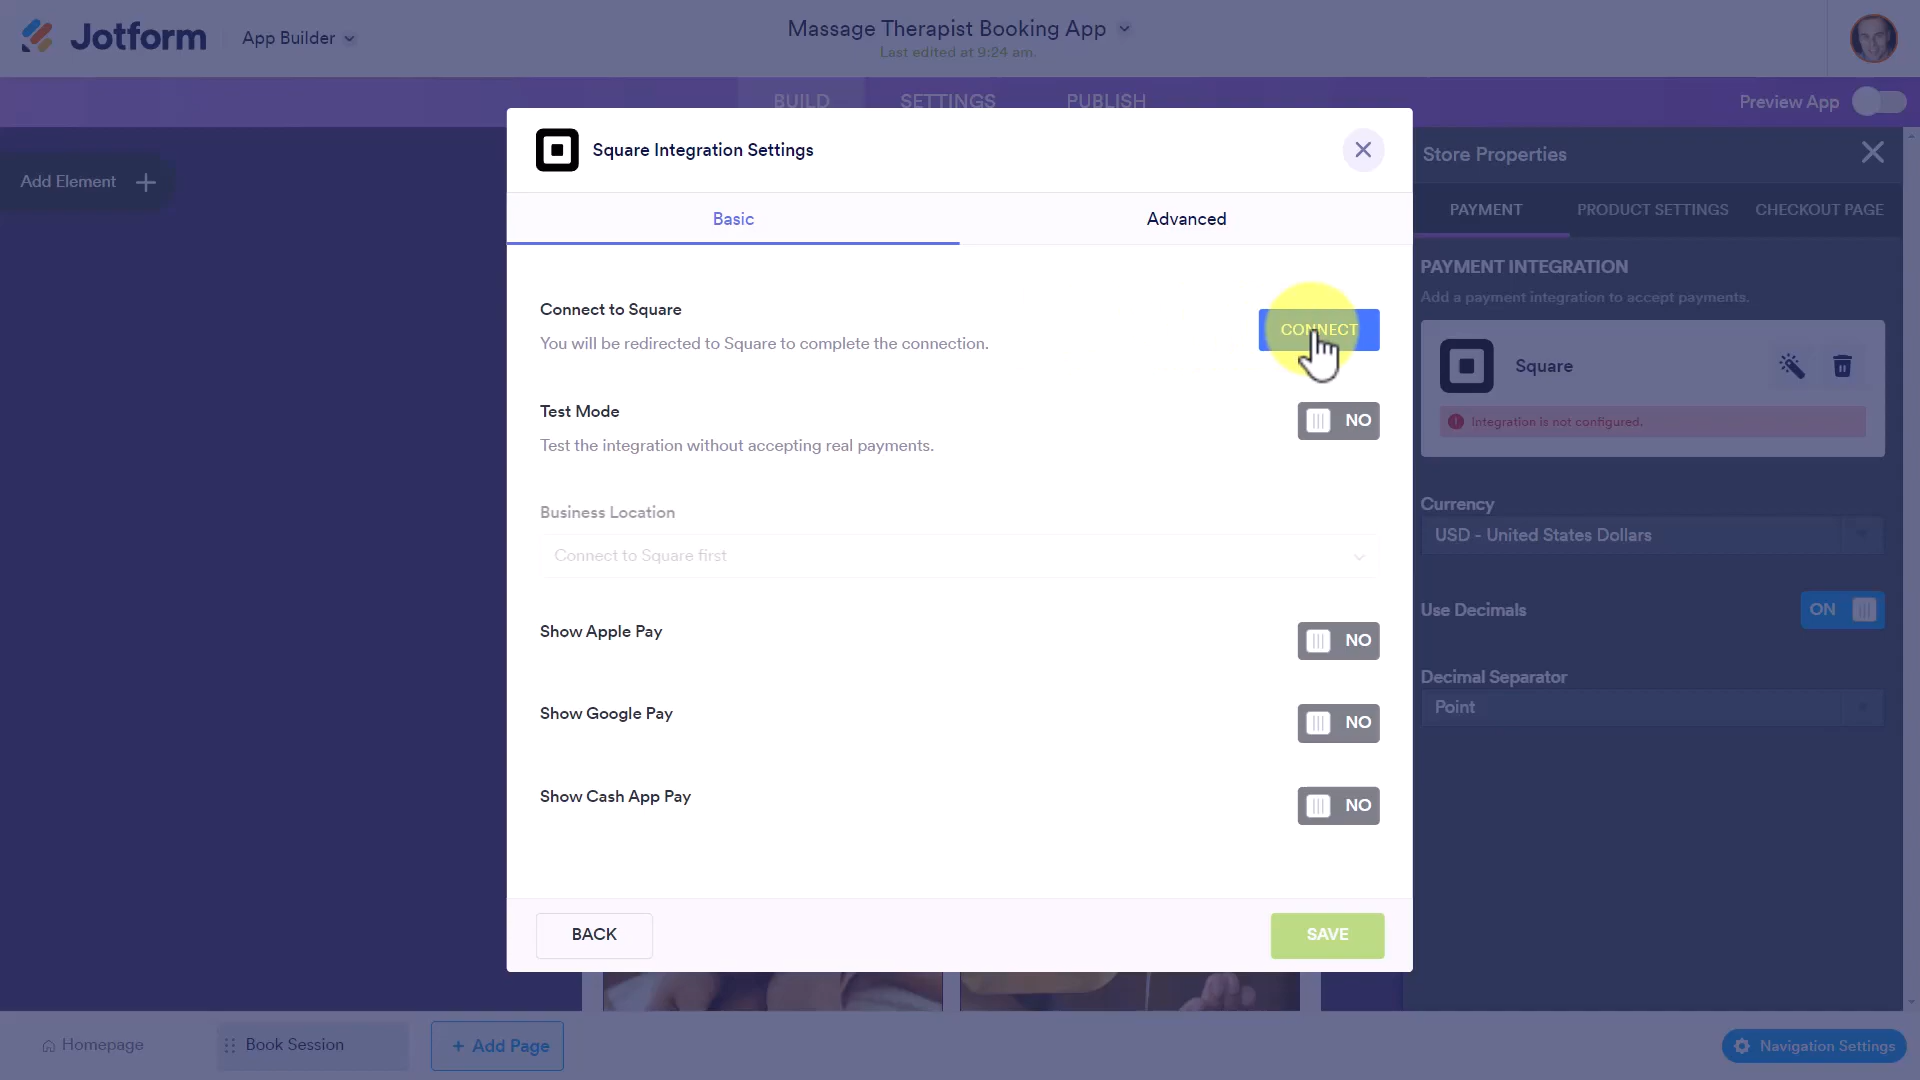 Jotform
App Builder
Massage Therapist Booking App
Last edited at 9:24 am.
BUILD
SETTINGS
PUBLISH
Preview App
Add Element
Square Integration Settings
Basic
Advanced
Connect to Square
You will be redirected to Square to complete the connection.
CONNECT
Test Mode
Test the integration without accepting real payments.
NO
Business Location
Connect to Square first
Show Apple Pay
NO
Show Google Pay
NO
Show Cash App Pay
NO
BACK
SAVE
Store Properties
PAYMENT
PRODUCT SETTINGS
CHECKOUT PAGE
PAYMENT INTEGRATION
Add a payment integration to accept payments.
Square
Integration is not configured.
Currency
USD - United States Dollars
Use Decimals
ON
Decimal Separator
Point
Homepage
Book Session
+ Add Page
Navigation Settings